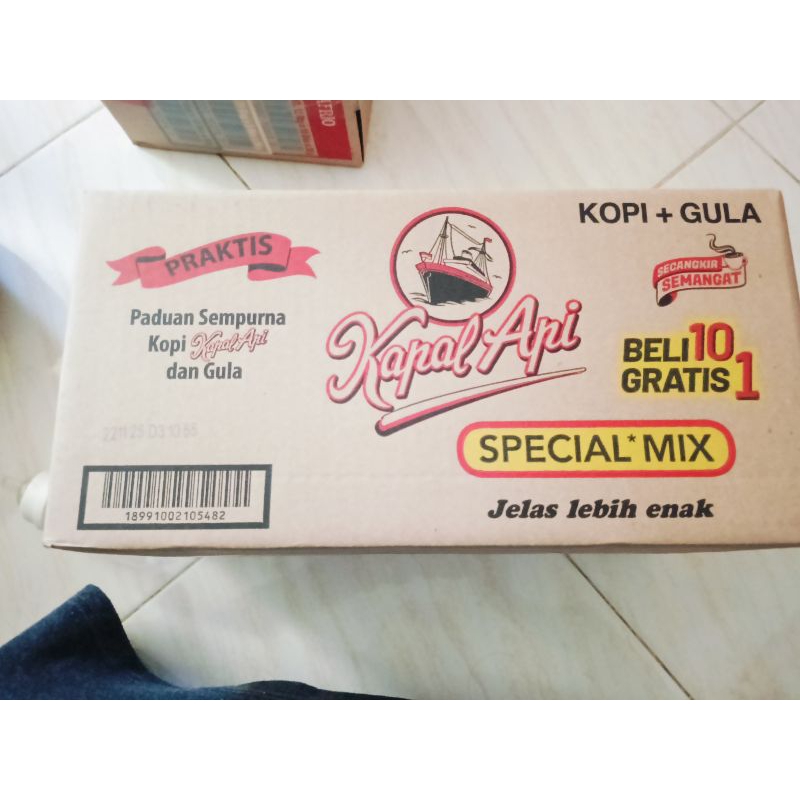 KOPI + GULA
PRAKTIS
Paduan Sempurna
Kopi Kapal Api
dan Gula
Kapal Api
SECANGKIR
SEMANGAT
BELI 10
GRATIS 1
SPECIAL* MIX
Jelas lebih enak
18991002105482